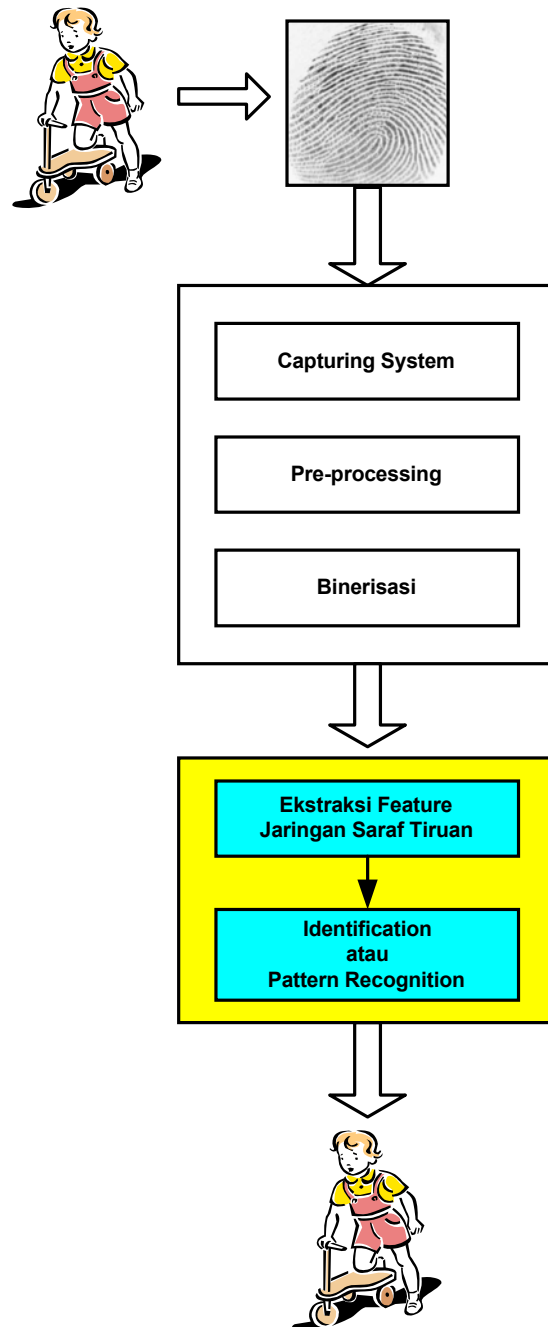 Capturing System
Pre-processing
Binerisasi
Ekstraksi Feature
Jaringan Saraf Tiruan
Identification
atau
Pattern Recognition